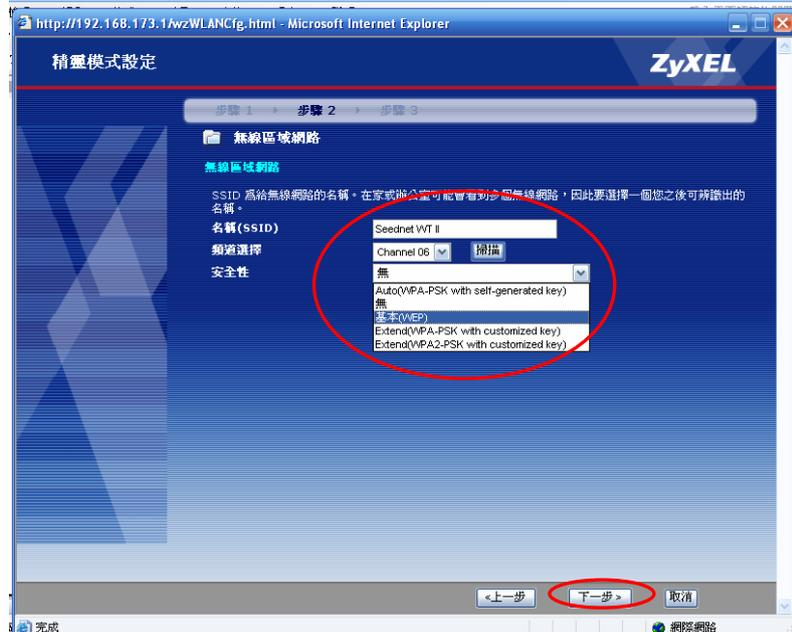 http://192.168.173.1/wzWLANCfg.html - Microsoft Internet Explorer
精靈模式設定
ZyXEL
步驟 1 步驟 2 步驟 3
無線區域網路
無線區域網路
SSID 為給無線網路的名稱。在家或辦公室可能會看到多個無線網路，因此要選擇一個您之後可辨識出的
名稱。
名稱(SSID) Seednet WT II
頻道選擇 Channel 06 掃描
安全性 無
Auto(WPA-PSK with self-generated key)
無
基本(WEP)
Extend(WPA-PSK with customized key)
Extend(WPA2-PSK with customized key)
«上一步 下一步» 取消
完成 網際網路